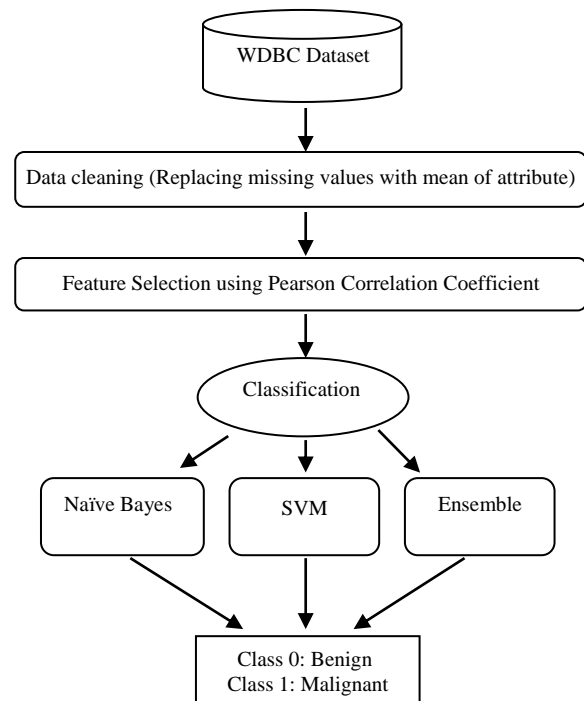 WDBC Dataset
Data cleaning (Replacing missing values with mean of attribute)
Feature Selection using Pearson Correlation Coefficient
Classification
Naïve Bayes
SVM
Ensemble
Class 0: Benign
Class 1: Malignant